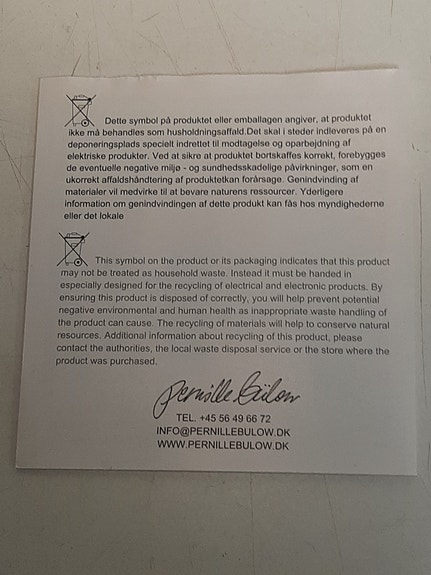 Dette symbol på produktet eller emballagen angiver, at produktet
ikke må behandles som husholdningsaffald.Det skal i steder indleveres på en
deponeringsplads specielt indrettet til modtagelse og oparbejdning af
elektriske produkter. Ved at sikre at produktet bortskaffes korrekt, forebygges
de eventuelle negative miljø - og sundhedsskadelige påvirkninger, som en
ukorrekt affaldshåndtering af produktetkan forårsage. Genindvinding af
materialer vil medvirke til at bevare naturens ressourcer. Yderligere
information om genindvindingen af dette produkt kan fås hos myndighederne
eller det lokale
This symbol on the product or its packaging indicates that this product
may not be treated as household waste. Instead it must be handed in
especially designed for the recycling of electrical and electronic products. By
ensuring this product is disposed of correctly, you will help prevent potential
negative environmental and human health as inappropriate waste handling of
the product can cause. The recycling of materials will help to conserve natural
resources. Additional information about recycling of this product, please
contact the authorities, the local waste disposal service or the store where the
product was purchased.
Pernille Bülow
TEL. +45 56 49 66 72
INFO@PERNILLEBULOW.DK
WWW.PERNILLEBULOW.DK